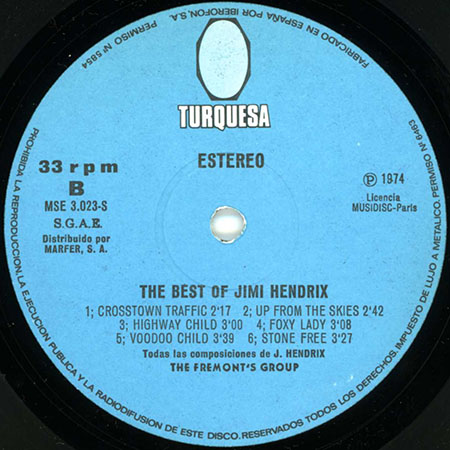 PERMISO Nº 5854 FABRICADO EN ESPAÑA POR IBEROFON, S.A. IMPUESTO DE LUJO A METALICO. PERMISO Nº 6463
TURQUESA
ESTEREO
33 rpm
B
MSE 3.023-S
S.G.A.E.
Distribuido por
MARFER, S. A.
Ⓟ 1974
Licencia
MUSiDISC-Paris
THE BEST OF JIMI HENDRIX
1; CROSSTOWN TRAFFIC 2'17 2; UP FROM THE SKIES 2'42
3; HIGHWAY CHILD 3'00 4; FOXY LADY 3'08
5; VOODOO CHILD 3'39 6; STONE FREE 3'27
Todas las composiciones de J. HENDRIX
THE FREMONT'S GROUP
PROHIBIDA LA REPRODUCCION, LA EJECUCION PUBLICA Y LA RADIODIFUSION DE ESTE DISCO. RESERVADOS TODOS LOS DERECHOS.